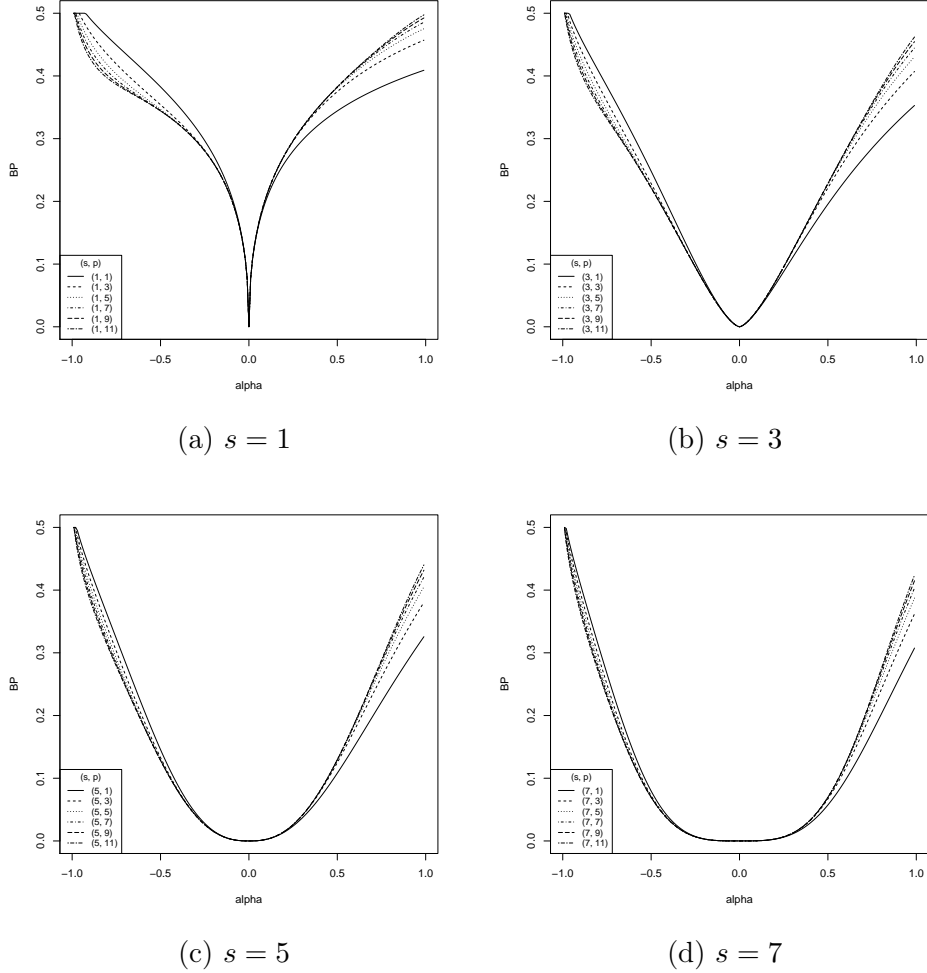 0.5
0.4
0.3
0.2
0.1
0.0
BP
(s, p)
(1, 1)
(1, 3)
(1, 5)
(1, 7)
(1, 9)
(1, 11)
−1.0 −0.5 0.0 0.5 1.0
alpha
(a) s = 1
0.5
0.4
0.3
0.2
0.1
0.0
BP
(s, p)
(3, 1)
(3, 3)
(3, 5)
(3, 7)
(3, 9)
(3, 11)
−1.0 −0.5 0.0 0.5 1.0
alpha
(b) s = 3
0.5
0.4
0.3
0.2
0.1
0.0
BP
(s, p)
(5, 1)
(5, 3)
(5, 5)
(5, 7)
(5, 9)
(5, 11)
−1.0 −0.5 0.0 0.5 1.0
alpha
(c) s = 5
0.5
0.4
0.3
0.2
0.1
0.0
BP
(s, p)
(7, 1)
(7, 3)
(7, 5)
(7, 7)
(7, 9)
(7, 11)
−1.0 −0.5 0.0 0.5 1.0
alpha
(d) s = 7